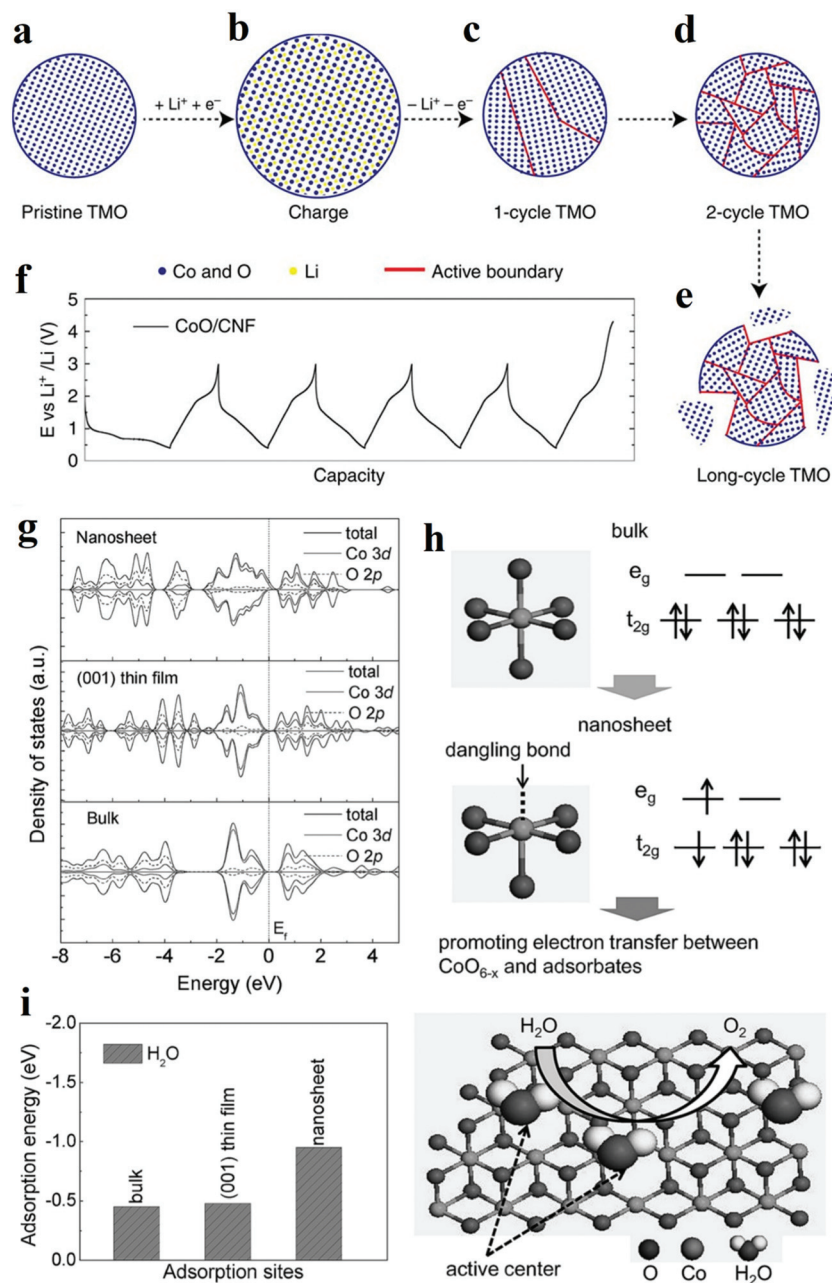 a
b
c
d
+ Li⁺ + e⁻
− Li⁺ − e⁻
Pristine TMO
Charge
1-cycle TMO
2-cycle TMO
Co and O
Li
Active boundary
e
Long-cycle TMO
f
E vs Li⁺ /Li (V)
5
4
3
2
1
0
CoO/CNF
Capacity
g
Density of states (a.u.)
Nanosheet
total
Co 3d
O 2p
(001) thin film
total
Co 3d
O 2p
Bulk
total
Co 3d
O 2p
E_f
-8 -6 -4 -2 0 2 4
Energy (eV)
h
bulk
e_g
t_2g
nanosheet
dangling bond
e_g
t_2g
promoting electron transfer between
CoO₆₋ₓ and adsorbates
i
Adsorption energy (eV)
-2.0
-1.5
-1.0
-0.5
0.0
H₂O
bulk
(001) thin film
nanosheet
Adsorption sites
H₂O
O₂
active center
O Co H₂O